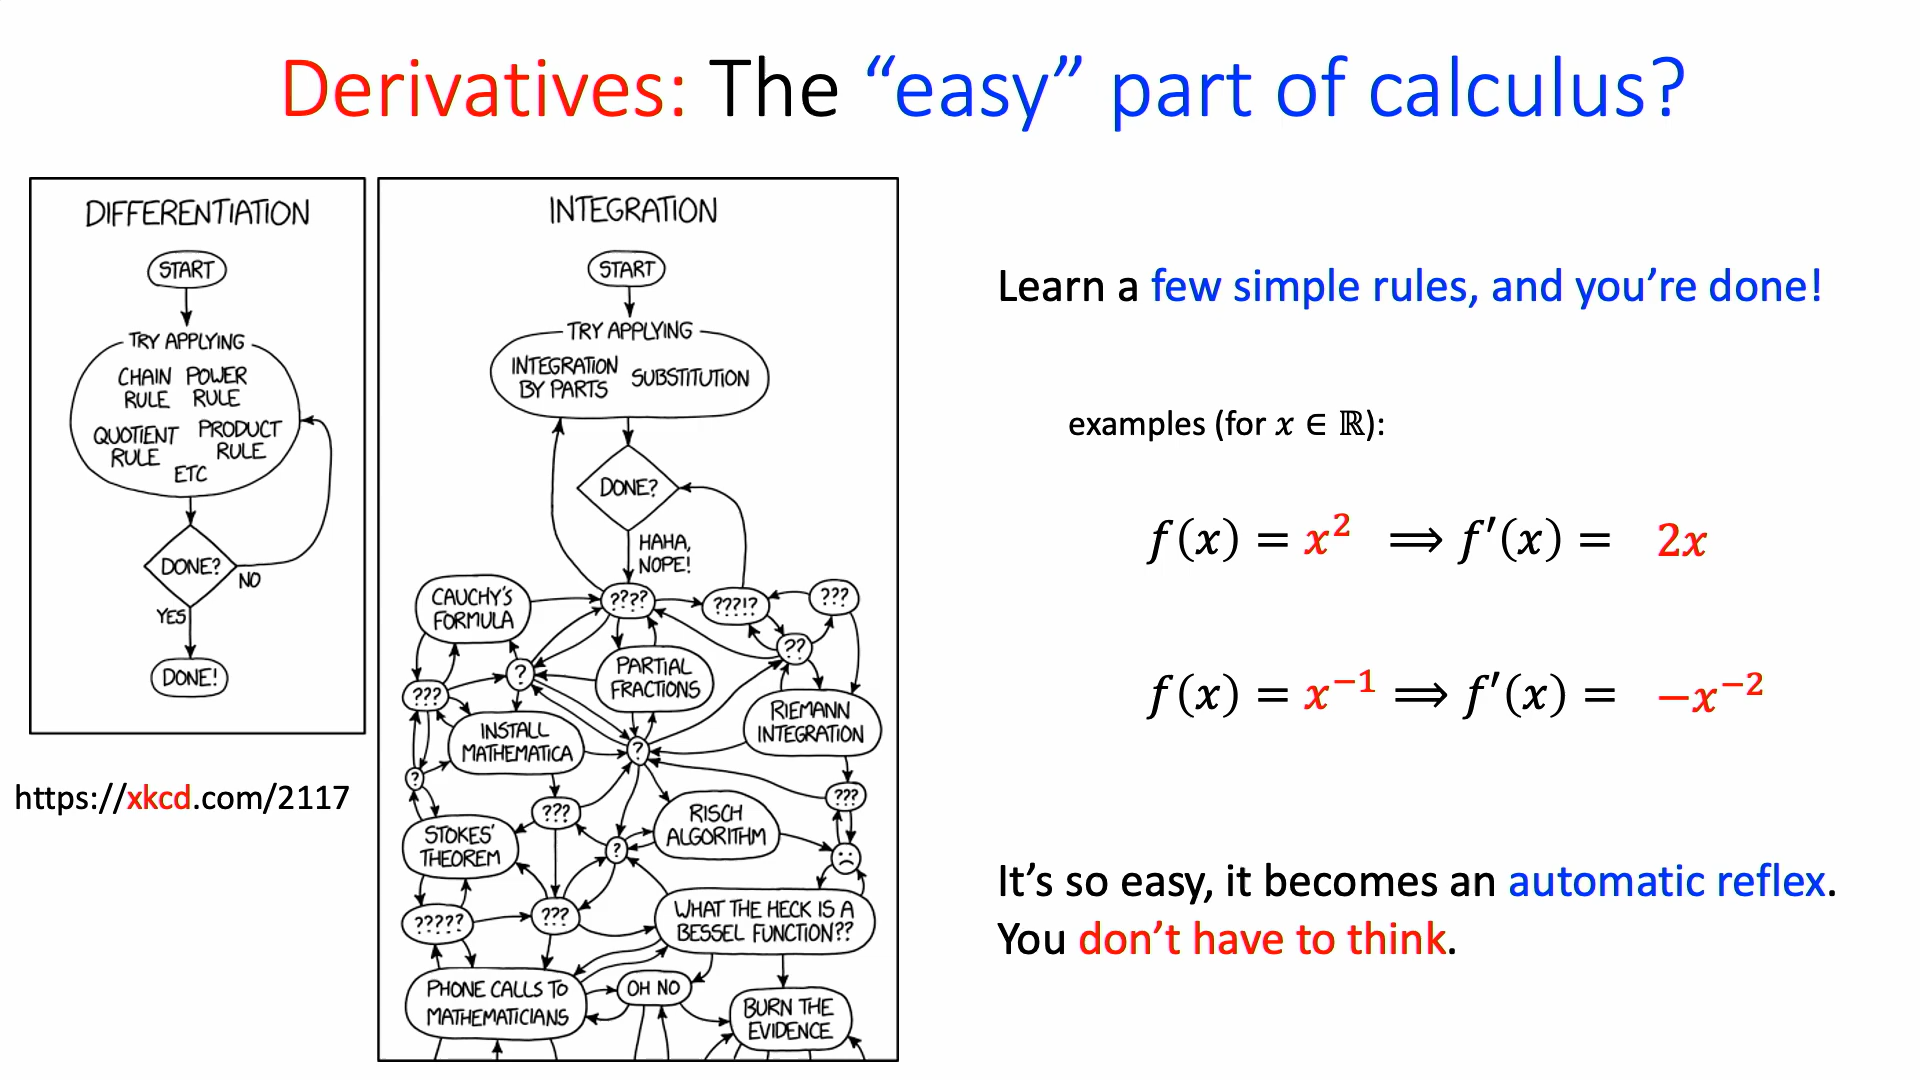 Derivatives: The “easy” part of calculus?
DIFFERENTIATION
START
TRY APPLYING
CHAIN RULE
POWER RULE
QUOTIENT RULE
PRODUCT RULE
ETC
DONE?
NO
YES
DONE!
https://xkcd.com/2117
INTEGRATION
START
TRY APPLYING
INTEGRATION
BY PARTS
SUBSTITUTION
DONE?
HAHA,
NOPE!
CAUCHY'S
FORMULA
????
???!?
???
??
?
PARTIAL
FRACTIONS
???
RIEMANN
INTEGRATION
INSTALL
MATHEMATICA
?
?
???
???
RISCH
ALGORITHM
STOKES'
THEOREM
?
?????
???
WHAT THE HECK IS A
BESSEL FUNCTION??
PHONE CALLS TO
MATHEMATICIANS
OH NO
BURN THE
EVIDENCE
Learn a few simple rules, and you’re done!
examples (for x ∈ ℝ):
f(x) = x² ⟹ f′(x) = 2x
f(x) = x⁻¹ ⟹ f′(x) = −x⁻²
It’s so easy, it becomes an automatic reflex.
You don’t have to think.